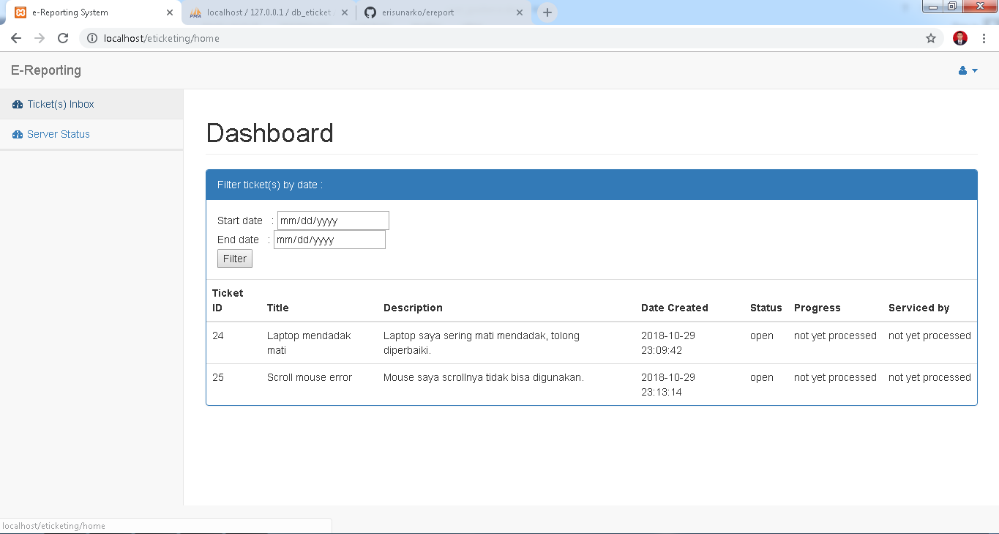 e-Reporting System
localhost / 127.0.0.1 / db_eticket
erisunarko/ereport
localhost/eticketing/home
E-Reporting
Ticket(s) Inbox
Server Status
Dashboard
Filter ticket(s) by date :
Start date : mm/dd/yyyy
End date : mm/dd/yyyy
Filter
Ticket
ID Title Description Date Created Status Progress Serviced by
24 Laptop mendadak Laptop saya sering mati mendadak, tolong 2018-10-29 open not yet processed not yet processed
mati diperbaiki. 23:09:42
25 Scroll mouse error Mouse saya scrollnya tidak bisa digunakan. 2018-10-29 open not yet processed not yet processed
23:13:14
localhost/eticketing/home